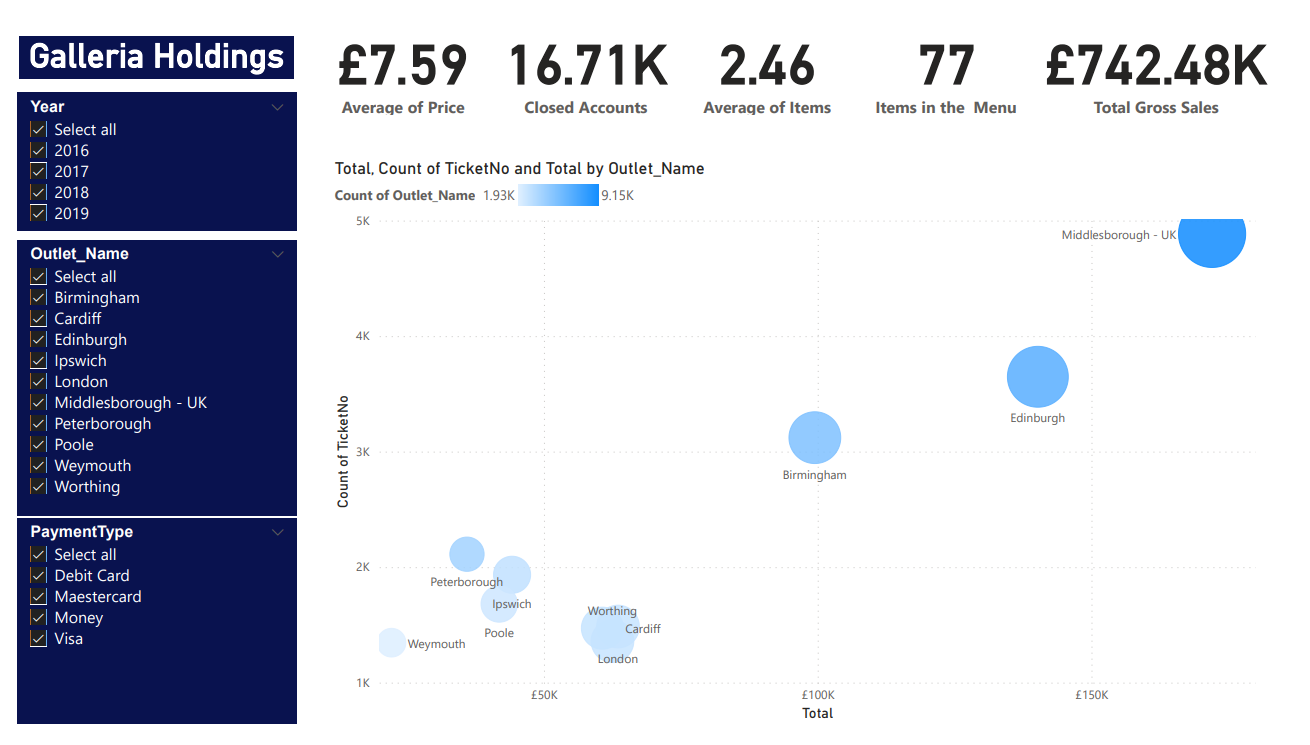 Galleria Holdings
£7.59 16.71K 2.46 77 £742.48K
Average of Price Closed Accounts Average of Items Items in the Menu Total Gross Sales
Year
Select all
2016
2017
2018
2019
Outlet_Name
Select all
Birmingham
Cardiff
Edinburgh
Ipswich
London
Middlesborough - UK
Peterborough
Poole
Weymouth
Worthing
PaymentType
Select all
Debit Card
Maestercard
Money
Visa
Total, Count of TicketNo and Total by Outlet_Name
Count of Outlet_Name 1.93K 9.15K
5K
Middlesborough - UK
4K
Edinburgh
Count of TicketNo
3K
Birmingham
2K
Peterborough
Ipswich
Worthing
Cardiff
Poole
Weymouth
London
1K
£50K £100K £150K
Total